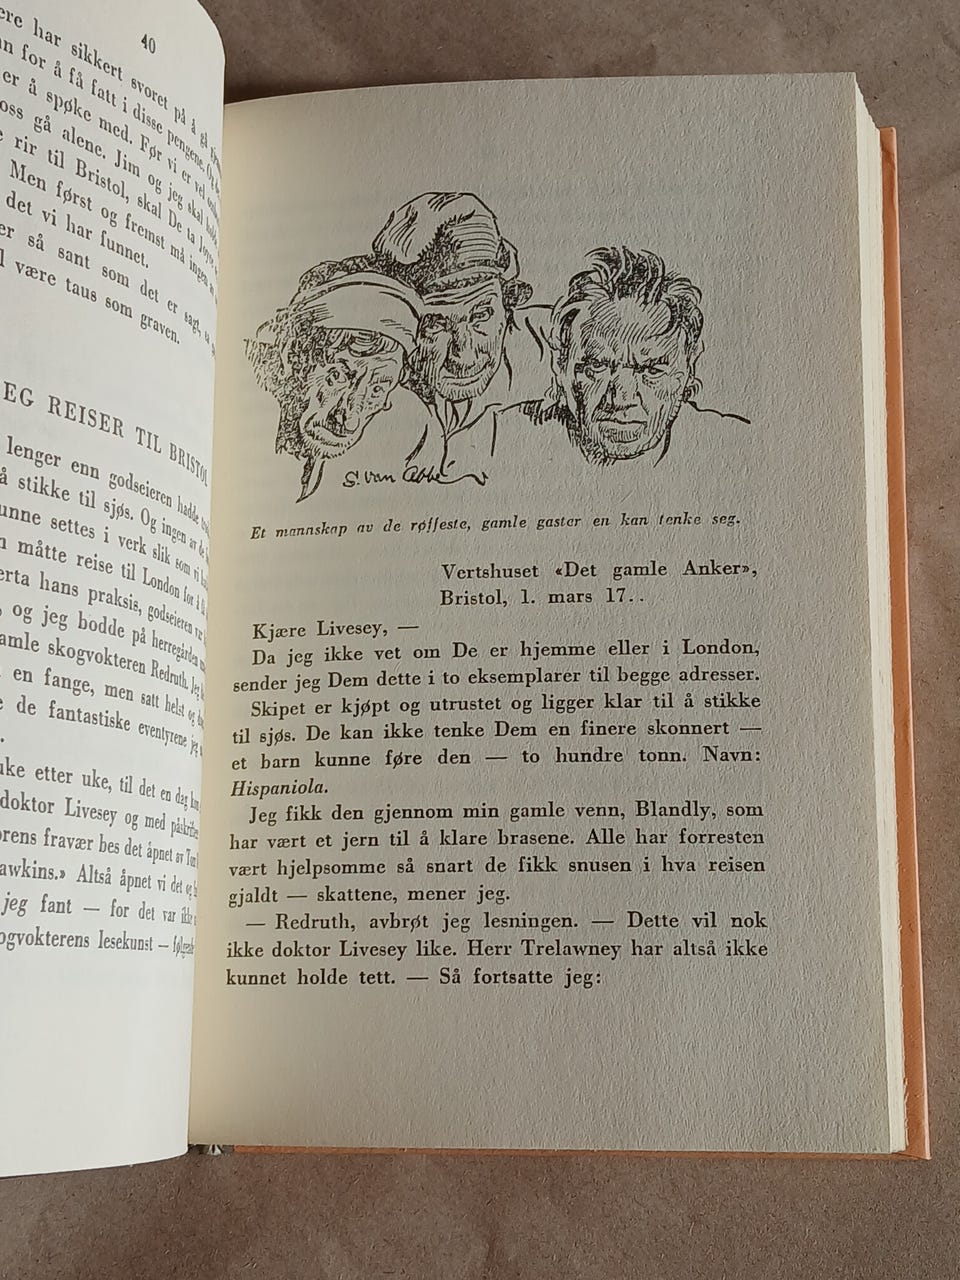 40
ere har sikkert svoret på å gå
for å få fatt i disse pengene. Og
er å spøke med. Før vi er vel
oss gå alene. Jim og jeg skal
rir til Bristol, skal De ta
Men først og fremst må ingen
det vi har funnet.
er så sant som det er sagt,
være taus som graven.
EG REISER TIL BRISTOL
lenger enn godseieren hadde
å stikke til sjøs. Og ingen av de
unne settes i verk slik som vi
måtte reise til London for å få
erta hans praksis, godseieren var
og jeg bodde på herregården
amle skogvokteren Redruth. Jeg
en fange, men satt helst og
de fantastiske eventyrene jeg
uke etter uke, til det en dag kom
doktor Livesey og med påskriften
orens fravær bes det åpnet av Tom
awkins.» Altså åpnet vi det og
jeg fant — for det var ikke
ogvokterens lesekunst — følgende
S. van Abbé
Et mannskap av de røffeste, gamle gaster en kan tenke seg.
Vertshuset «Det gamle Anker»,
Bristol, 1. mars 17..
Kjære Livesey, —
Da jeg ikke vet om De er hjemme eller i London,
sender jeg Dem dette i to eksemplarer til begge adresser.
Skipet er kjøpt og utrustet og ligger klar til å stikke
til sjøs. De kan ikke tenke Dem en finere skonnert —
et barn kunne føre den — to hundre tonn. Navn:
Hispaniola.
Jeg fikk den gjennom min gamle venn, Blandly, som
har vært et jern til å klare brasene. Alle har forresten
vært hjelpsomme så snart de fikk snusen i hva reisen
gjaldt — skattene, mener jeg.
— Redruth, avbrøt jeg lesningen. — Dette vil nok
ikke doktor Livesey like. Herr Trelawney har altså ikke
kunnet holde tett. — Så fortsatte jeg: